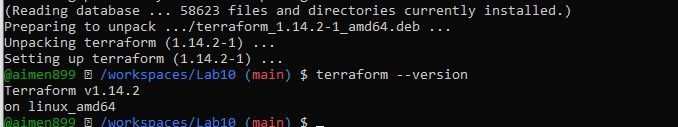 (Reading database ... 58623 files and directories currently installed.)
Preparing to unpack .../terraform_1.14.2-1_amd64.deb ...
Unpacking terraform (1.14.2-1) ...
Setting up terraform (1.14.2-1) ...
@aimen899 /workspaces/Lab10 (main) $ terraform --version
Terraform v1.14.2
on linux_amd64
@aimen899 /workspaces/Lab10 (main) $ _